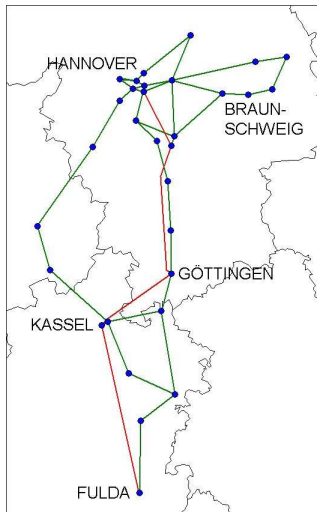 HANNOVER
BRAUN-
SCHWEIG
GÖTTINGEN
KASSEL
FULDA